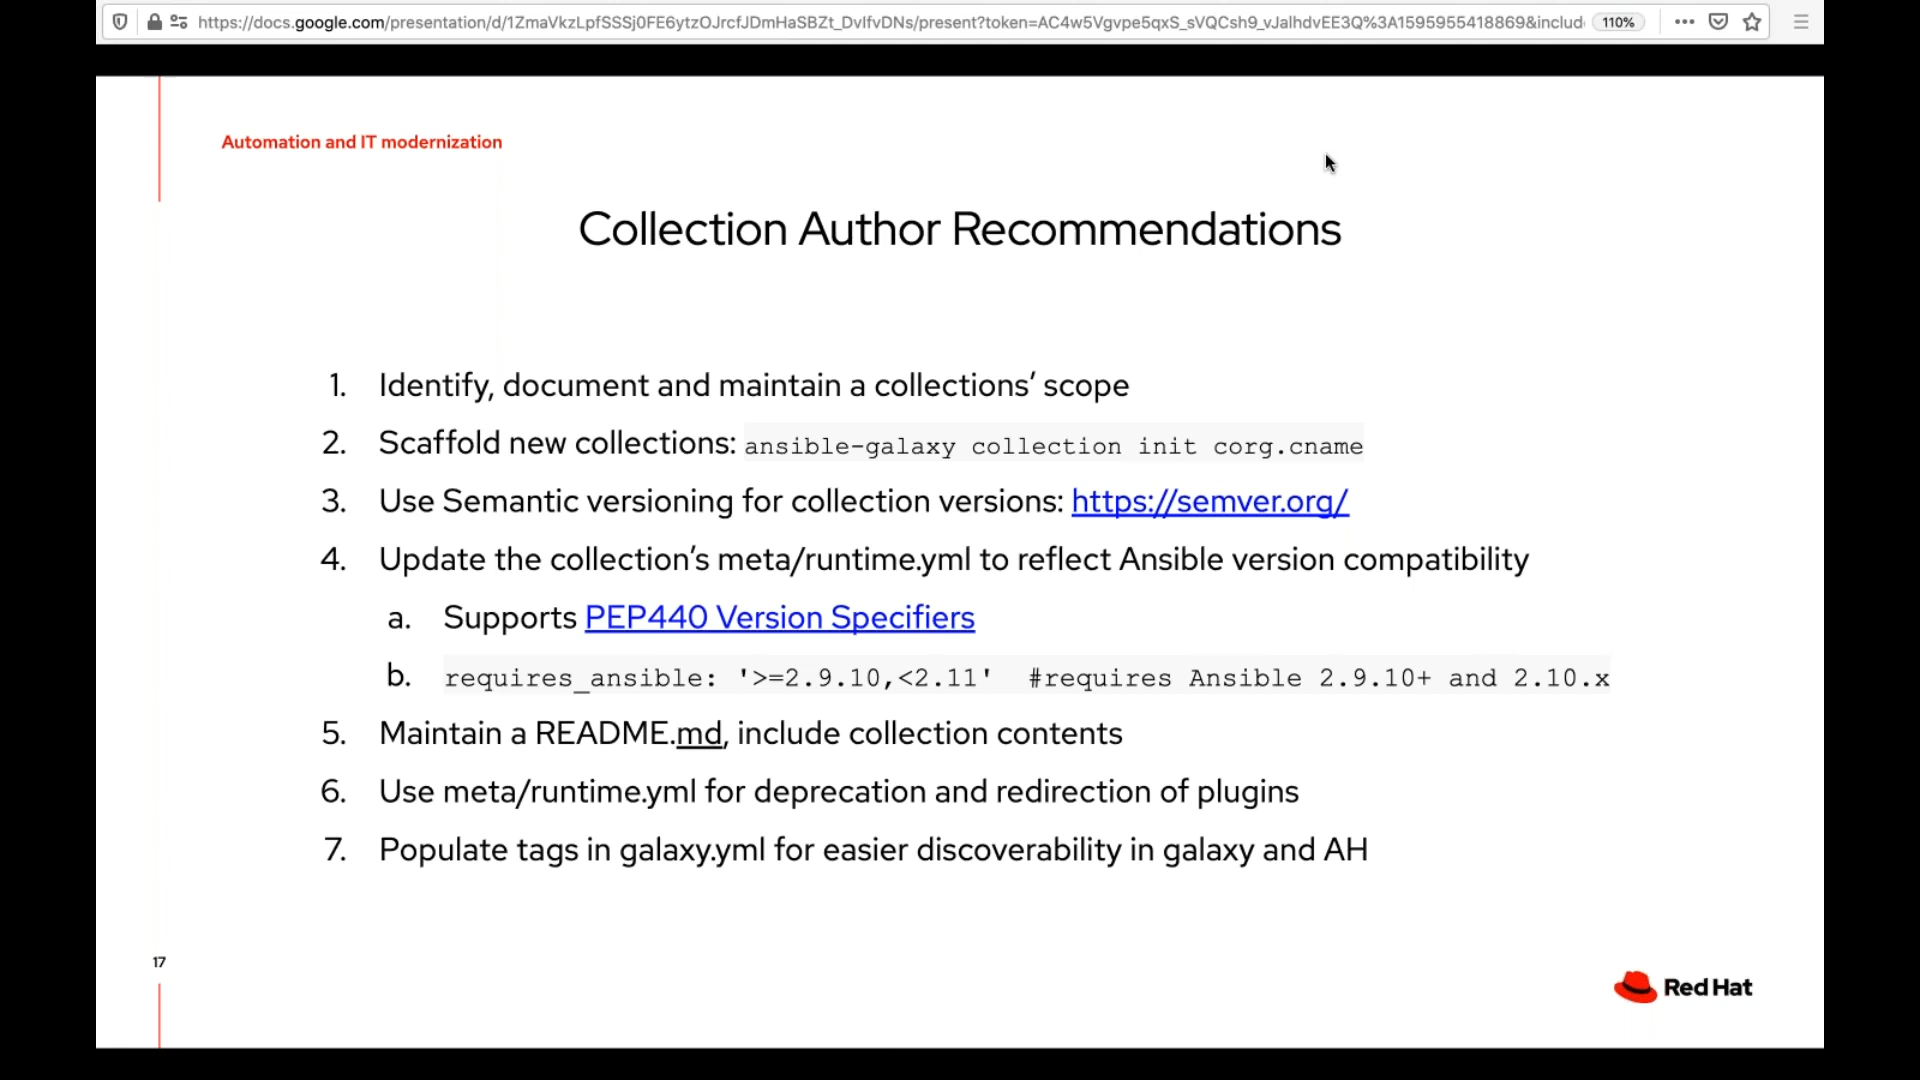 https://docs.google.com/presentation/d/1ZmaVkzLpfSSSj0FE6ytzOJrcfJDmHaSBZt_DvIfvDNs/present?token=AC4w5Vgvpe5qxS_sVQCsh9_vJalhdvEE3Q%3A1595955418869&includ 110%
Automation and IT modernization
Collection Author Recommendations
1. Identify, document and maintain a collections’ scope
2. Scaffold new collections: ansible-galaxy collection init corg.cname
3. Use Semantic versioning for collection versions: https://semver.org/
4. Update the collection’s meta/runtime.yml to reflect Ansible version compatibility
a. Supports PEP440 Version Specifiers
b. requires_ansible: '>=2.9.10,<2.11' #requires Ansible 2.9.10+ and 2.10.x
5. Maintain a README.md, include collection contents
6. Use meta/runtime.yml for deprecation and redirection of plugins
7. Populate tags in galaxy.yml for easier discoverability in galaxy and AH
17
Red Hat